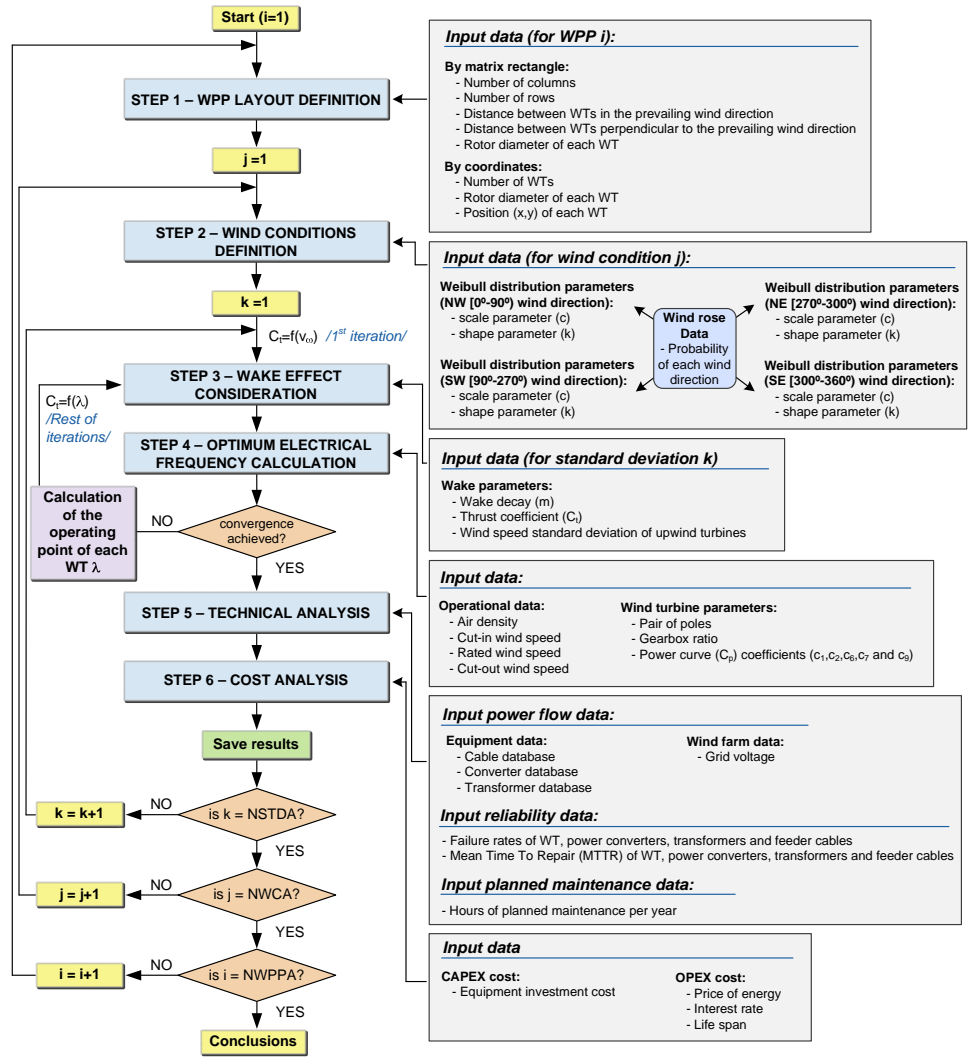 Start (i=1)
STEP 1 – WPP LAYOUT DEFINITION
j =1
STEP 2 – WIND CONDITIONS
DEFINITION
k =1
Cₜ=f(v_ω) /1ˢᵗ iteration/
STEP 3 – WAKE EFFECT
CONSIDERATION
Cₜ=f(λ)
/Rest of
iterations/
STEP 4 – OPTIMUM ELECTRICAL
FREQUENCY CALCULATION
Calculation
of the
operating
point of each
WT λ
NO
convergence
achieved?
YES
STEP 5 – TECHNICAL ANALYSIS
STEP 6 – COST ANALYSIS
Save results
k = k+1
NO
is k = NSTDA?
YES
j = j+1
NO
is j = NWCA?
YES
i = i+1
NO
is i = NWPPA?
YES
Conclusions
Input data (for WPP i):
By matrix rectangle:
- Number of columns
- Number of rows
- Distance between WTs in the prevailing wind direction
- Distance between WTs perpendicular to the prevailing wind direction
- Rotor diameter of each WT
By coordinates:
- Number of WTs
- Rotor diameter of each WT
- Position (x,y) of each WT
Input data (for wind condition j):
Weibull distribution parameters
(NW [0º-90º) wind direction):
- scale parameter (c)
- shape parameter (k)
Weibull distribution parameters
(NE [270º-300º) wind direction):
- scale parameter (c)
- shape parameter (k)
Wind rose
Data
- Probability
of each wind
direction
Weibull distribution parameters
(SW [90º-270º) wind direction):
- scale parameter (c)
- shape parameter (k)
Weibull distribution parameters
(SE [300º-360º) wind direction):
- scale parameter (c)
- shape parameter (k)
Input data (for standard deviation k)
Wake parameters:
- Wake decay (m)
- Thrust coefficient (Cₜ)
- Wind speed standard deviation of upwind turbines
Input data:
Operational data:
- Air density
- Cut-in wind speed
- Rated wind speed
- Cut-out wind speed
Wind turbine parameters:
- Pair of poles
- Gearbox ratio
- Power curve (Cₚ) coefficients (c₁,c₂,c₆,c₇ and c₉)
Input power flow data:
Equipment data:
- Cable database
- Converter database
- Transformer database
Wind farm data:
- Grid voltage
Input reliability data:
- Failure rates of WT, power converters, transformers and feeder cables
- Mean Time To Repair (MTTR) of WT, power converters, transformers and feeder cables
Input planned maintenance data:
- Hours of planned maintenance per year
Input data
CAPEX cost:
- Equipment investment cost
OPEX cost:
- Price of energy
- Interest rate
- Life span